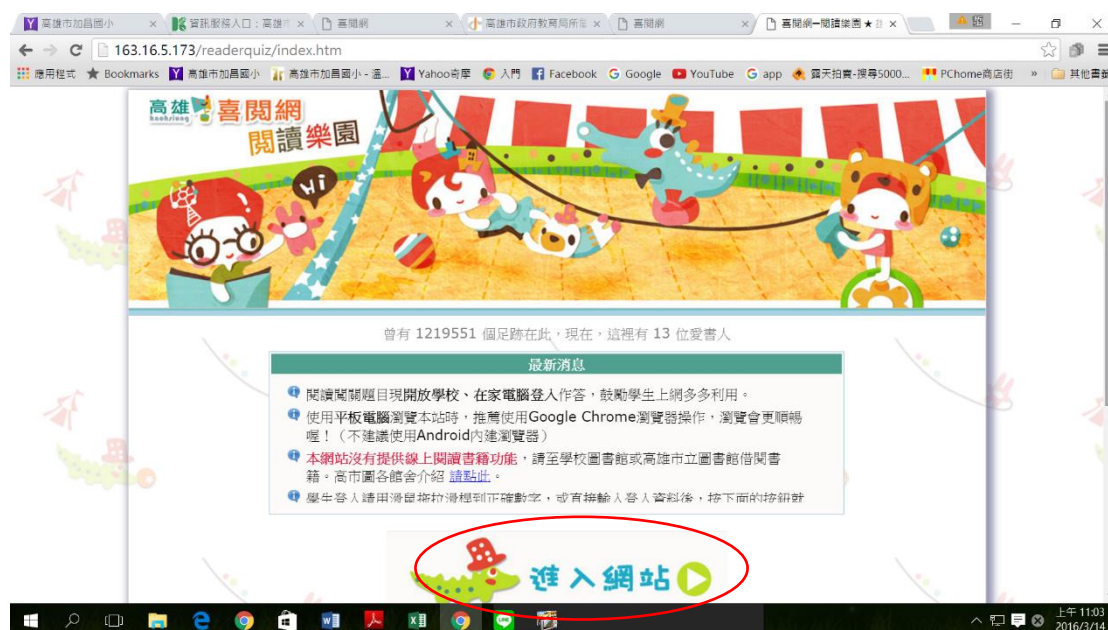 高雄市加昌國小
資訊服務入口：高雄
喜閱網
高雄市政府教育局所
喜閱網
喜閱網━閱讀樂園★
163.16.5.173/readerquiz/index.htm
應用程式 Bookmarks 高雄市加昌國小 高雄市加昌國小 - 溫... Yahoo奇摩 入門 Facebook Google YouTube app 露天拍賣-搜尋5000... PChome商店街 » 其他書籤
高雄 喜閱網
kaohsiung
閱讀樂園
Hi
曾有 1219551 個足跡在此，現在，這裡有 13 位愛書人
最新消息
閱讀闖關題目現開放學校、在家電腦登入作答，鼓勵學生上網多多利用。
使用平板電腦瀏覽本站時，推薦使用Google Chrome瀏覽器操作，瀏覽會更順暢
喔！（不建議使用Android內建瀏覽器）
本網站沒有提供線上閱讀書籍功能，請至學校圖書館或高雄市立圖書館借閱書
籍。高市圖各館舍介紹 請點此。
學生登入請用滑鼠拖拉滑桿到正確數字，或直接輸入登入資料後，按下面的按鈕就
進入網站
上午 11:03
2016/3/14